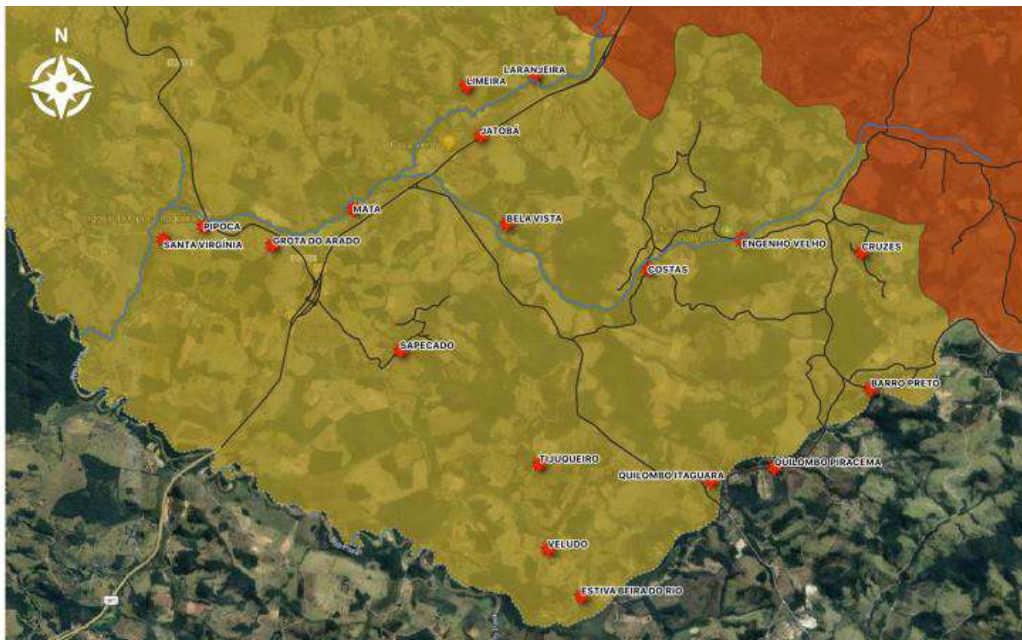 N
LARANJEIRA
LIMEIRA
JATOBÁ
MATA
BELA VISTA
PIPOCA
SANTA VIRGÍNIA
GROTA DO ARADO
ENGENHO VELHO
CRUZES
COSTAS
SAPECADO
BARRO PRETO
TIJUQUEIRO
QUILOMBO ITAGUARA
QUILOMBO PIRACEMA
VELUDO
ESTIVA BEIRA DO RIO